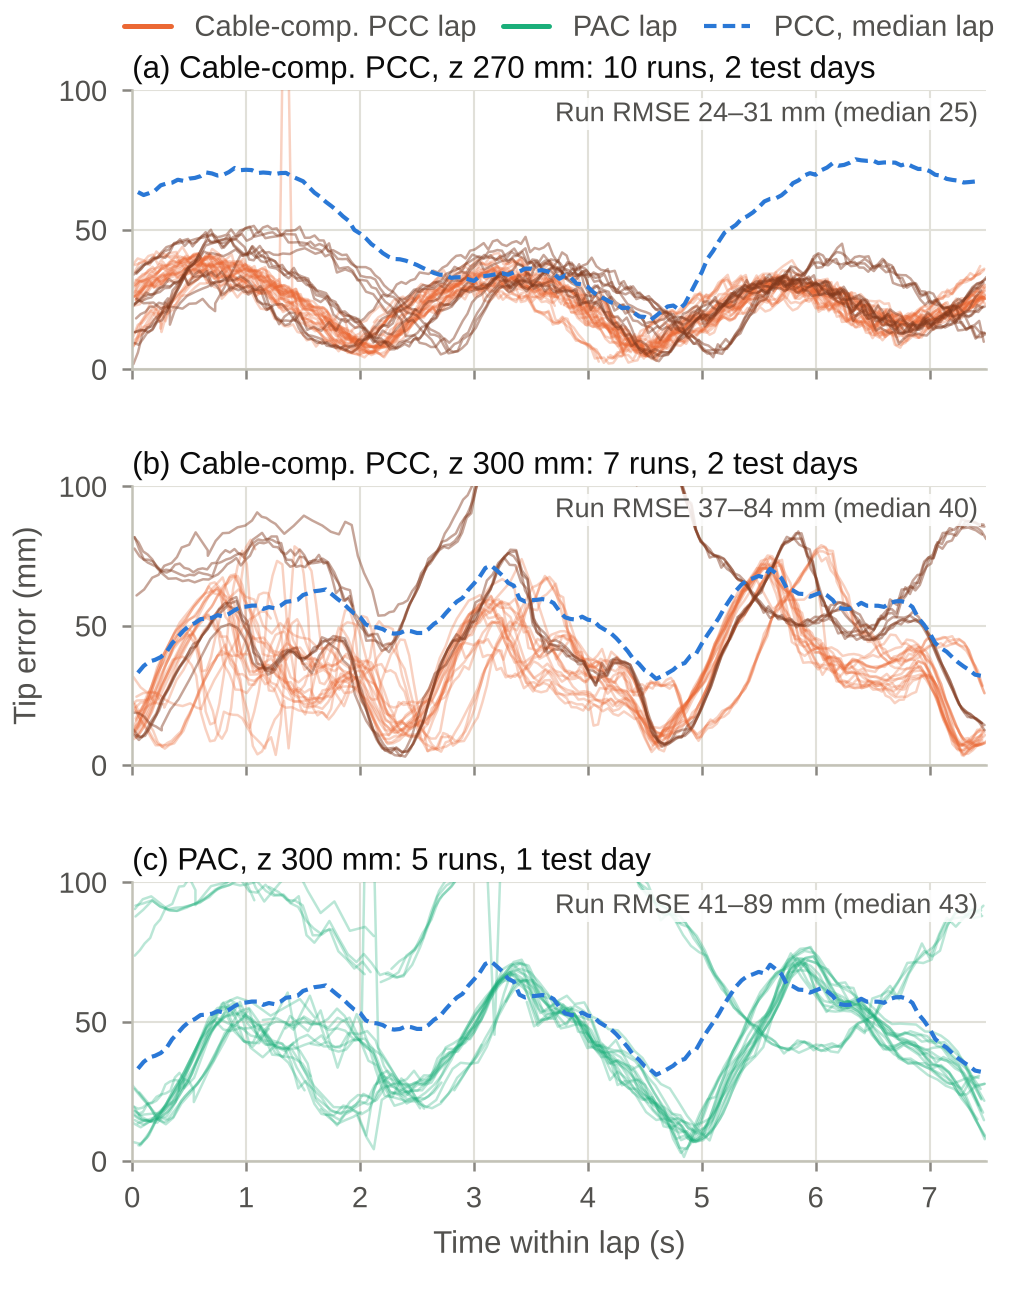 Cable-comp. PCC lap PAC lap PCC, median lap
(a) Cable-comp. PCC, z 270 mm: 10 runs, 2 test days
Run RMSE 24–31 mm (median 25)
100
50
0
(b) Cable-comp. PCC, z 300 mm: 7 runs, 2 test days
Run RMSE 37–84 mm (median 40)
100
50
0
Tip error (mm)
(c) PAC, z 300 mm: 5 runs, 1 test day
Run RMSE 41–89 mm (median 43)
100
50
0
0 1 2 3 4 5 6 7
Time within lap (s)